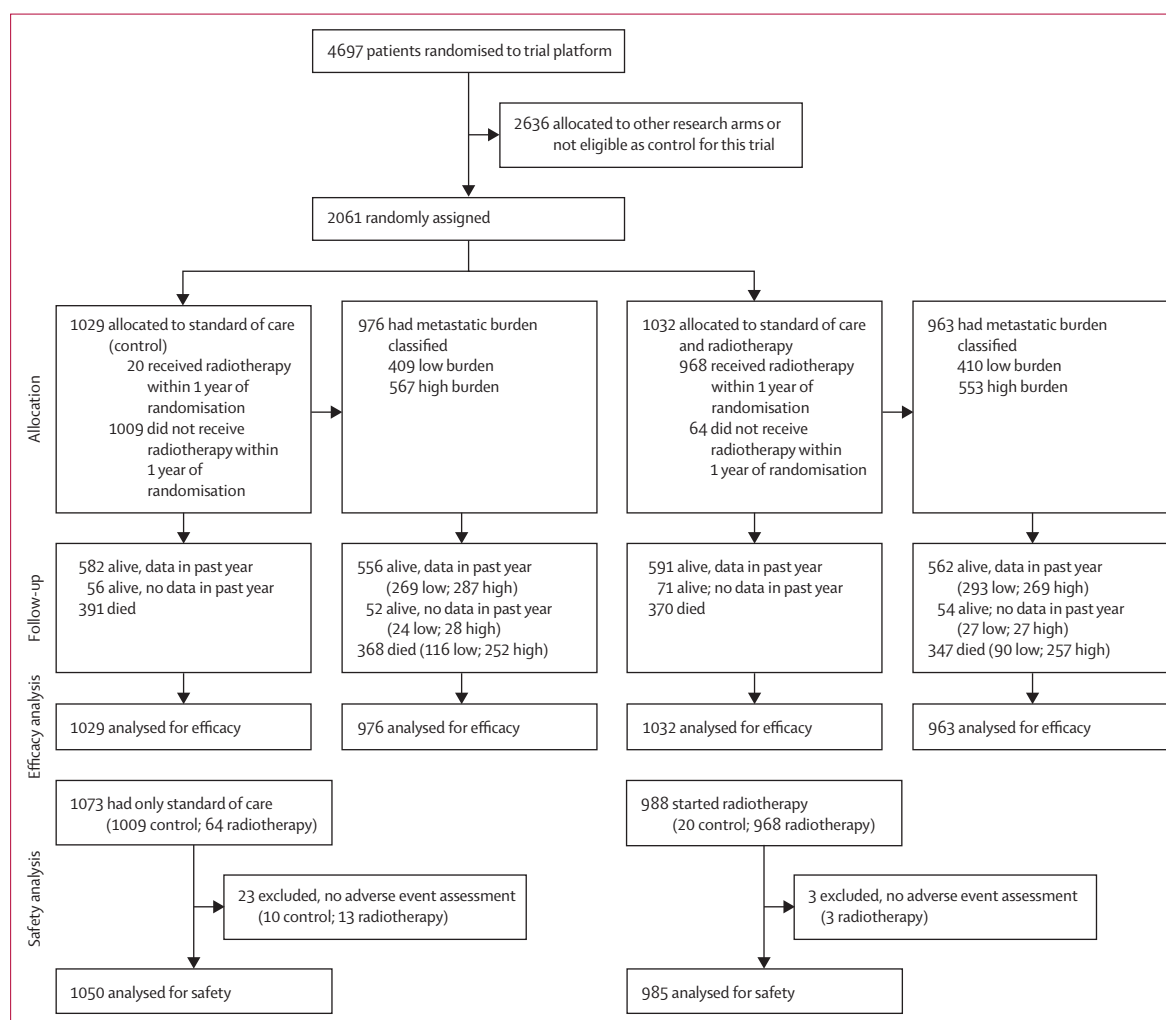 4697 patients randomised to trial platform
2636 allocated to other research arms or
not eligible as control for this trial
2061 randomly assigned
Allocation
1029 allocated to standard of care
(control)
20 received radiotherapy
within 1 year of
randomisation
1009 did not receive
radiotherapy within
1 year of
randomisation
976 had metastatic burden
classified
409 low burden
567 high burden
1032 allocated to standard of care
and radiotherapy
968 received radiotherapy
within 1 year of
randomisation
64 did not receive
radiotherapy within
1 year of randomisation
963 had metastatic burden
classified
410 low burden
553 high burden
Follow-up
582 alive, data in past year
56 alive, no data in past year
391 died
556 alive, data in past year
(269 low; 287 high)
52 alive, no data in past year
(24 low; 28 high)
368 died (116 low; 252 high)
591 alive, data in past year
71 alive; no data in past year
370 died
562 alive, data in past year
(293 low; 269 high)
54 alive; no data in past year
(27 low; 27 high)
347 died (90 low; 257 high)
Efficacy analysis
1029 analysed for efficacy
976 analysed for efficacy
1032 analysed for efficacy
963 analysed for efficacy
Safety analysis
1073 had only standard of care
(1009 control; 64 radiotherapy)
988 started radiotherapy
(20 control; 968 radiotherapy)
23 excluded, no adverse event assessment
(10 control; 13 radiotherapy)
3 excluded, no adverse event assessment
(3 radiotherapy)
1050 analysed for safety
985 analysed for safety